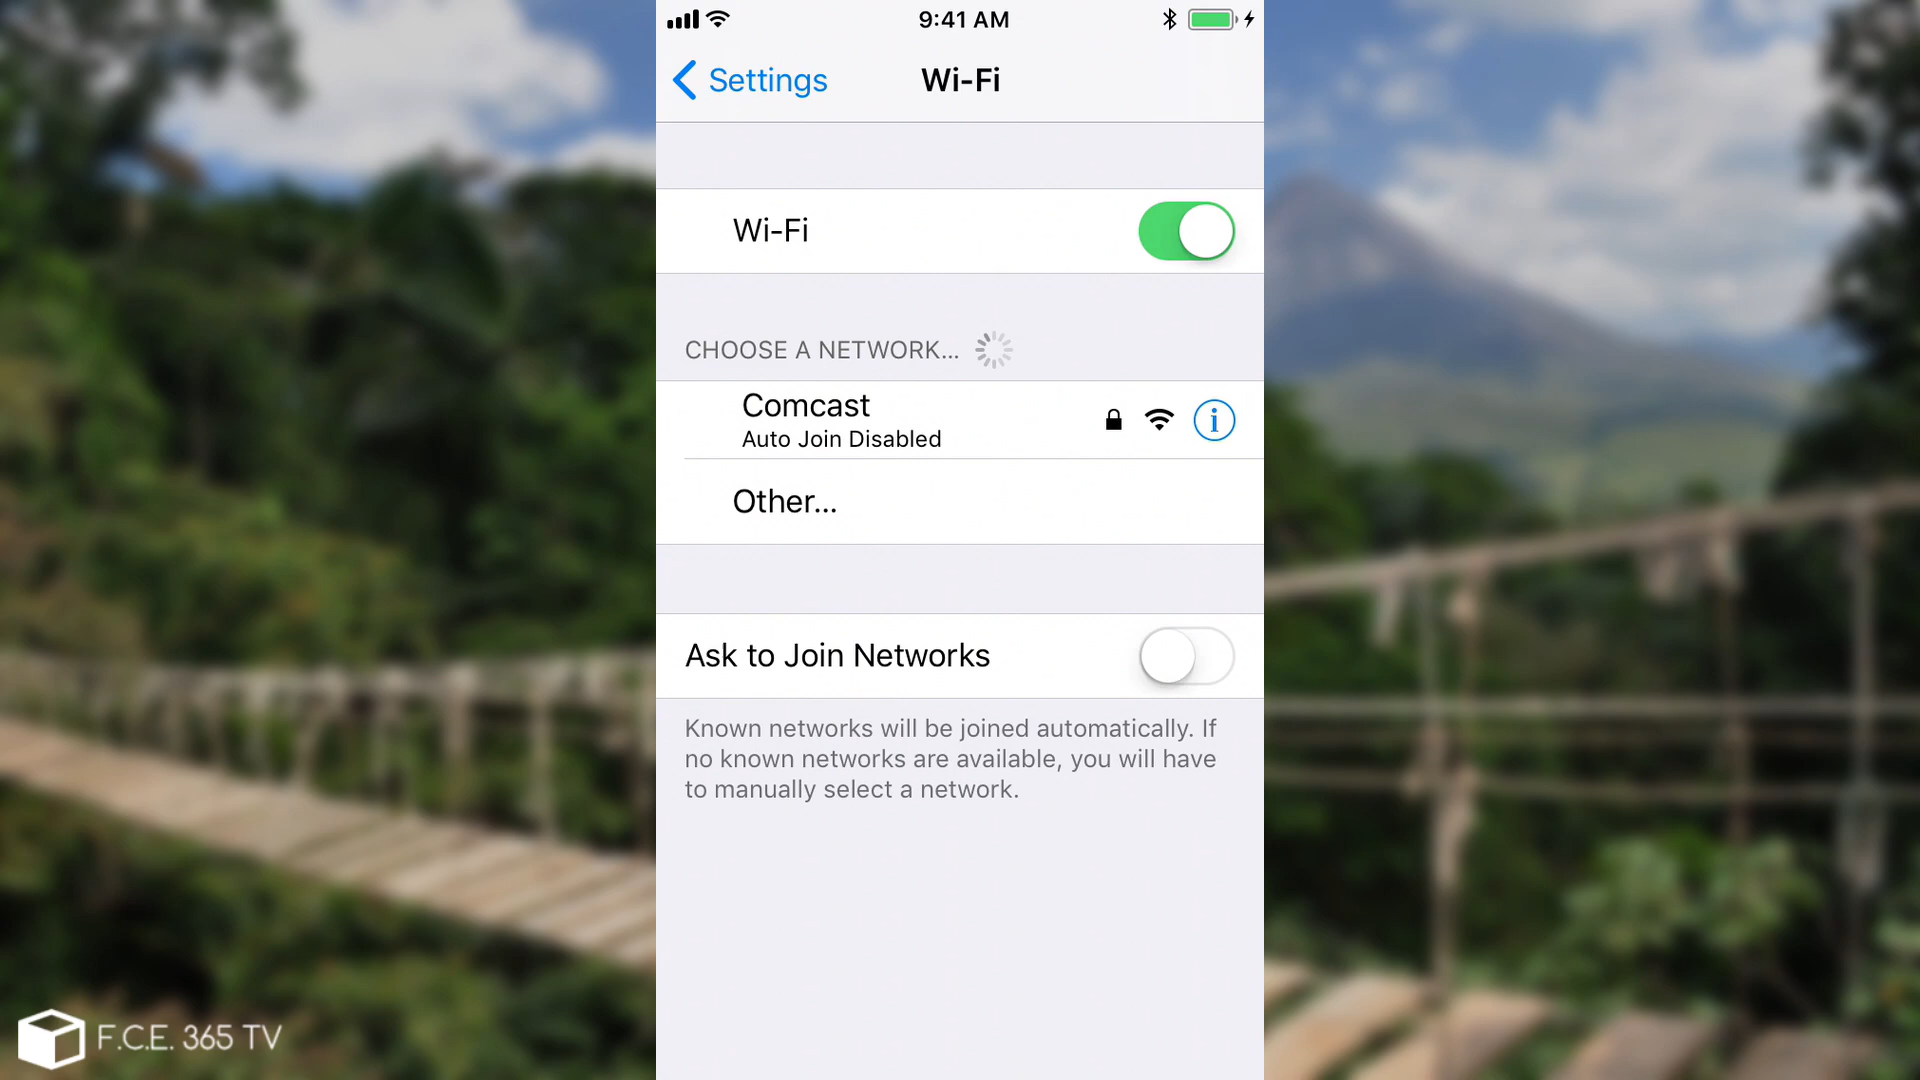 9:41 AM
Settings
Wi-Fi
Wi-Fi
CHOOSE A NETWORK...
Comcast
Auto Join Disabled
Other...
Ask to Join Networks
Known networks will be joined automatically. If
no known networks are available, you will have
to manually select a network.
F.C.E. 365 TV